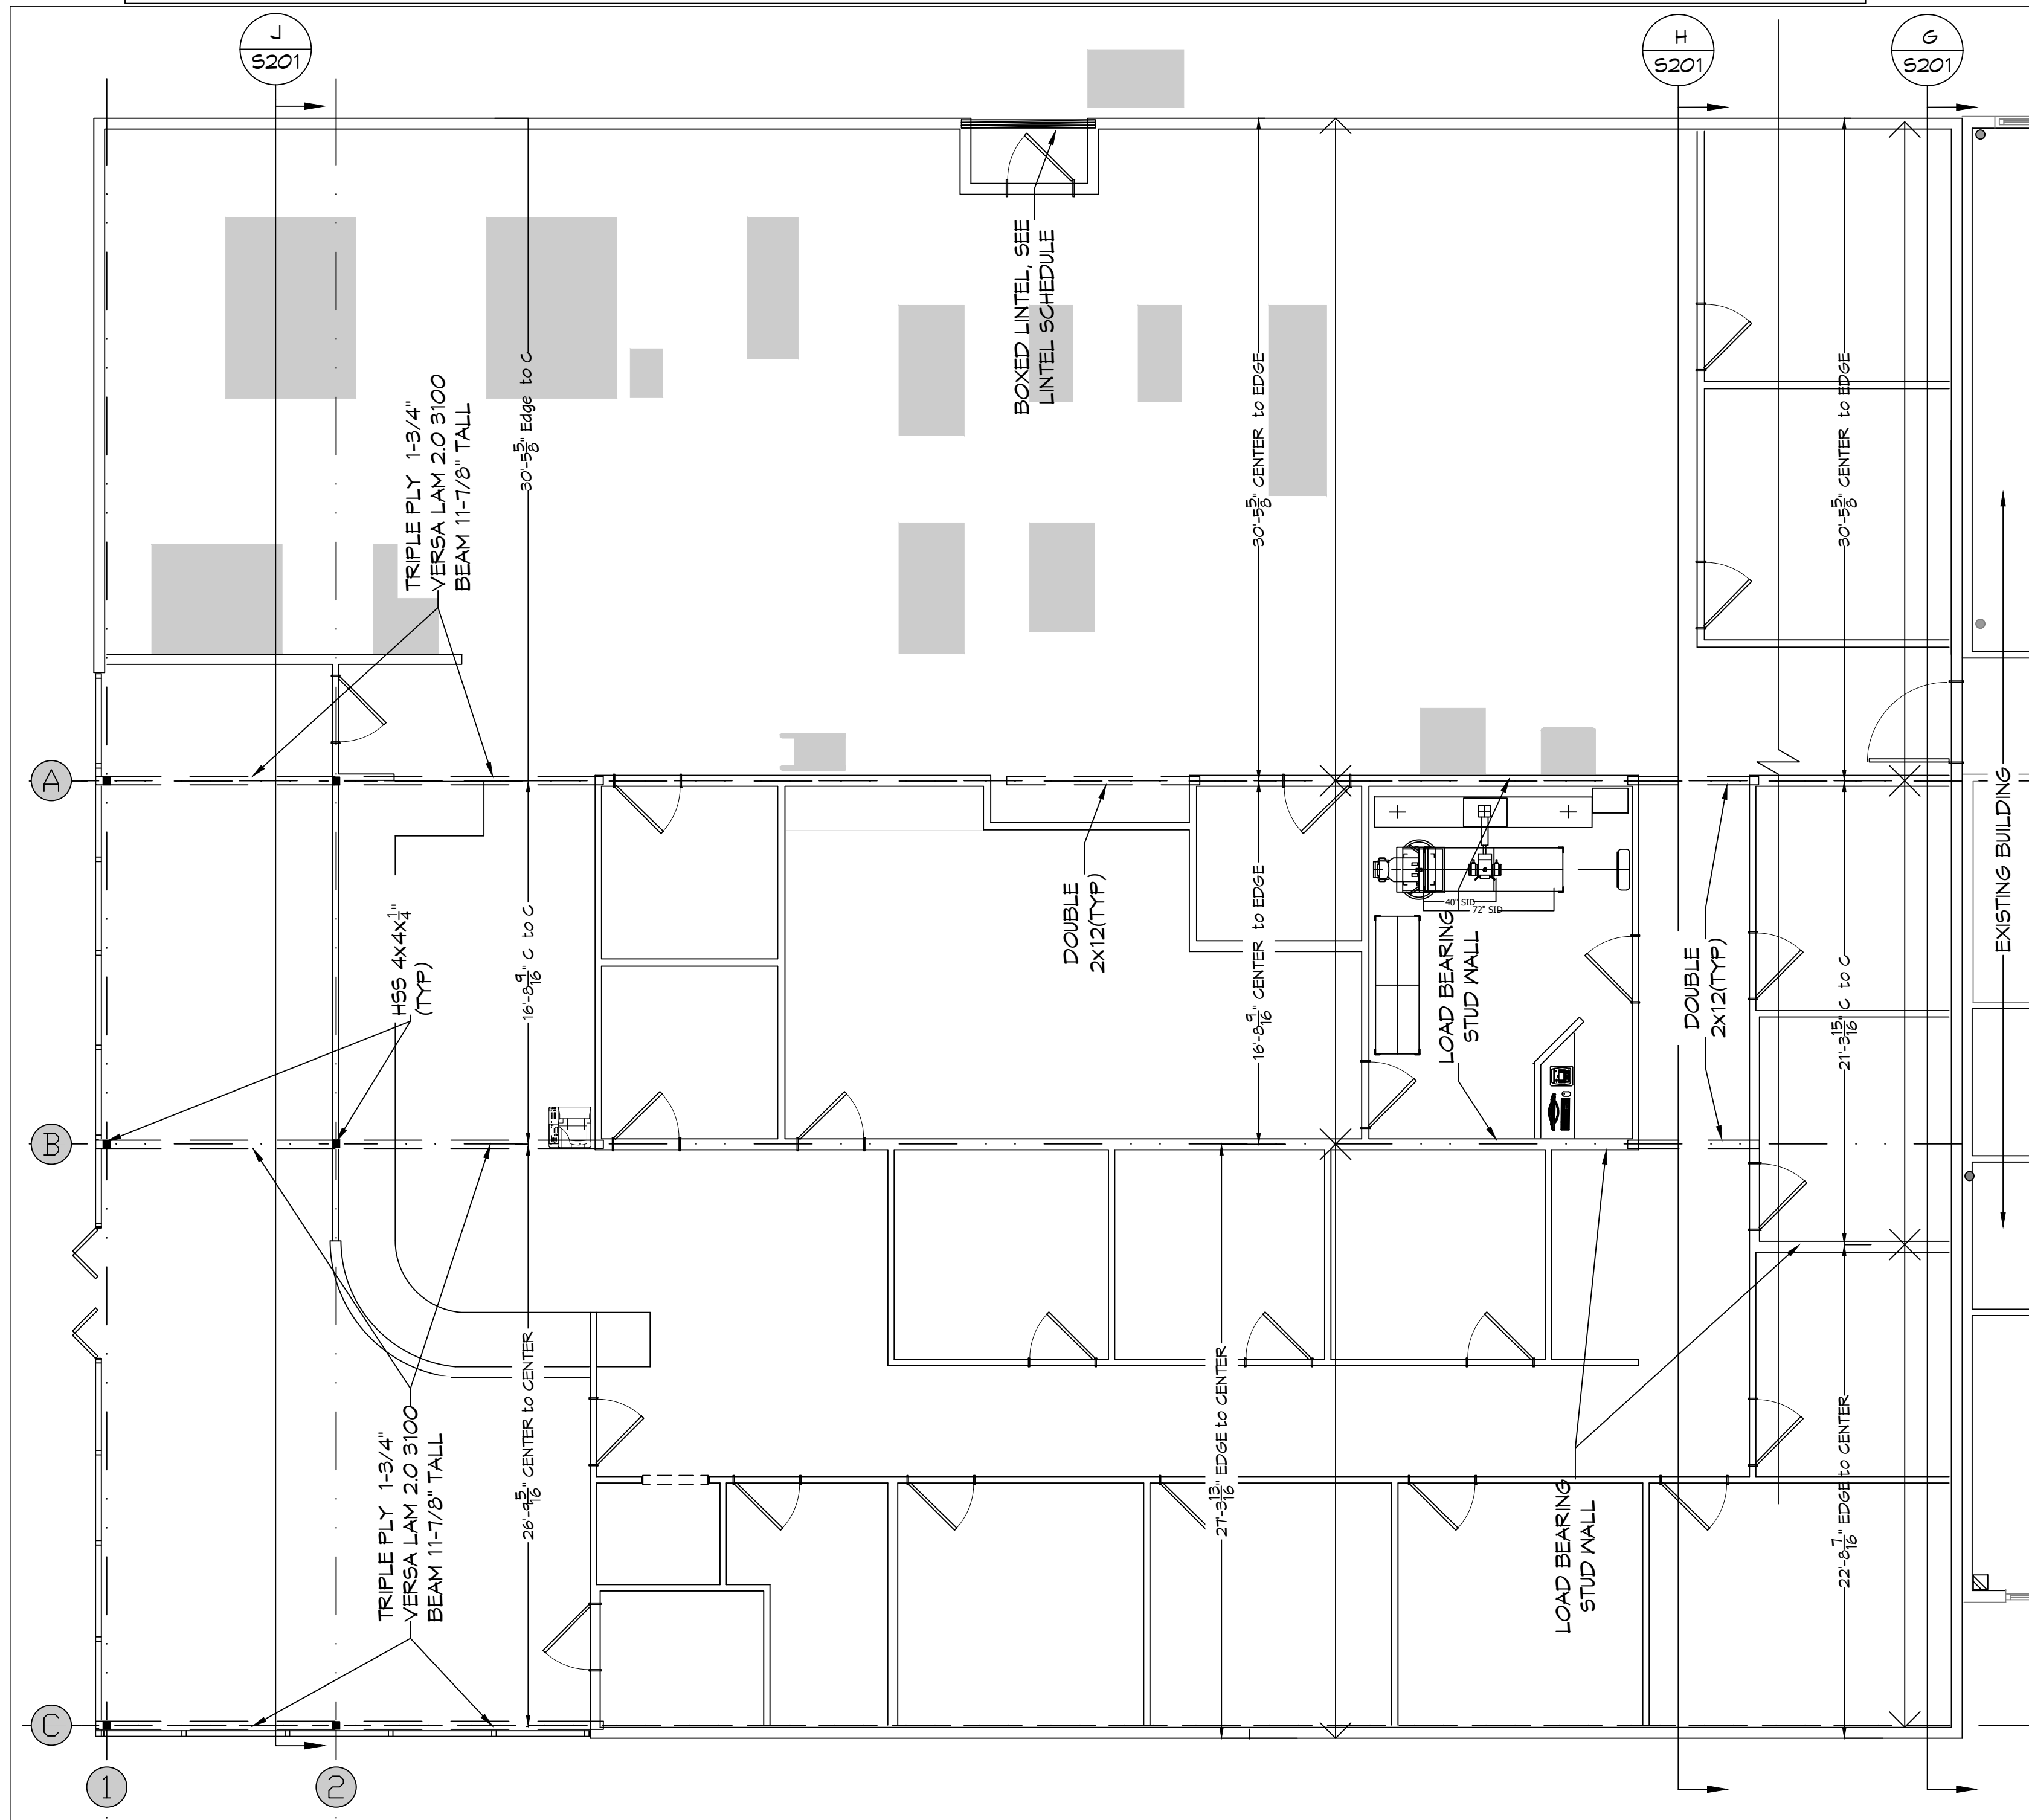 J
S201
H
S201
G
S201
BOXED LINTEL, SEE
LINTEL SCHEDULE
TRIPLE PLY 1-3/4"
VERSA LAM 2.0 3100
BEAM 11-7/8" TALL
30'-5 5/8" Edge to C
30'-5 5/8" CENTER to EDGE
30'-5 5/8" CENTER to EDGE
A
HSS 4x4x1/4"
(TYP)
16'-8 9/16" C to C
DOUBLE
2x12(TYP)
16'-8 9/16" CENTER to EDGE
40" SID
72" SID
LOAD BEARING
STUD WALL
DOUBLE
2x12(TYP)
21'-3 15/16" C to C
EXISTING BUILDING
B
TRIPLE PLY 1-3/4"
VERSA LAM 2.0 3100
BEAM 11-7/8" TALL
26'-9 5/16" CENTER to CENTER
27'-3 13/16" EDGE to CENTER
LOAD BEARING
STUD WALL
22'-8 7/16" EDGE to CENTER
C
1
2